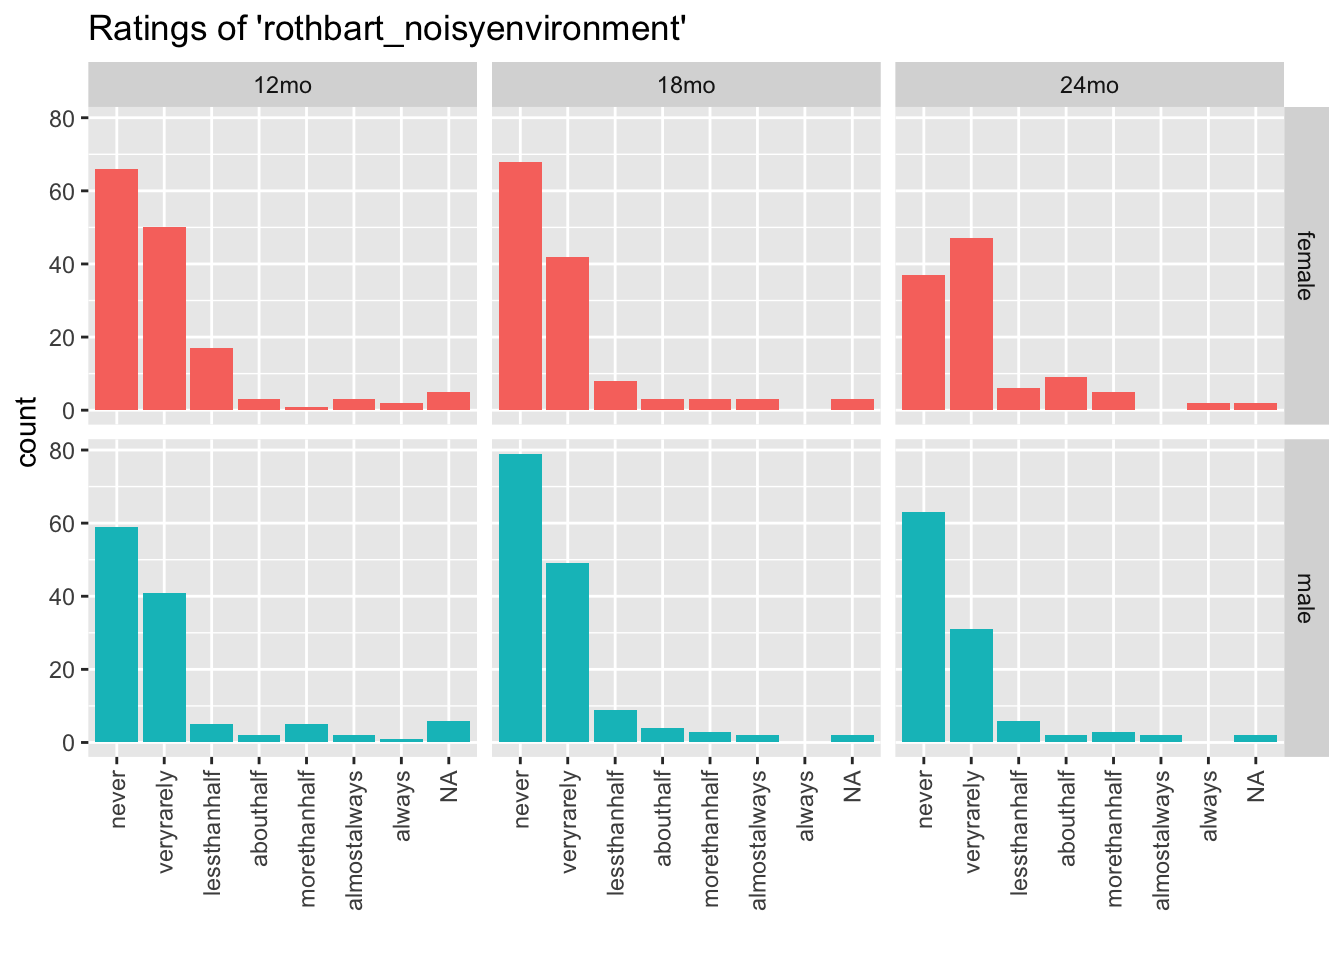 Ratings of 'rothbart_noisyenvironment'
12mo 18mo 24mo
80
60
40
20
0
female
count
80
60
40
20
0
male
never veryrarely lessthanhalf abouthalf morethanhalf almostalways always NA never veryrarely lessthanhalf abouthalf morethanhalf almostalways always NA never veryrarely lessthanhalf abouthalf morethanhalf almostalways always NA